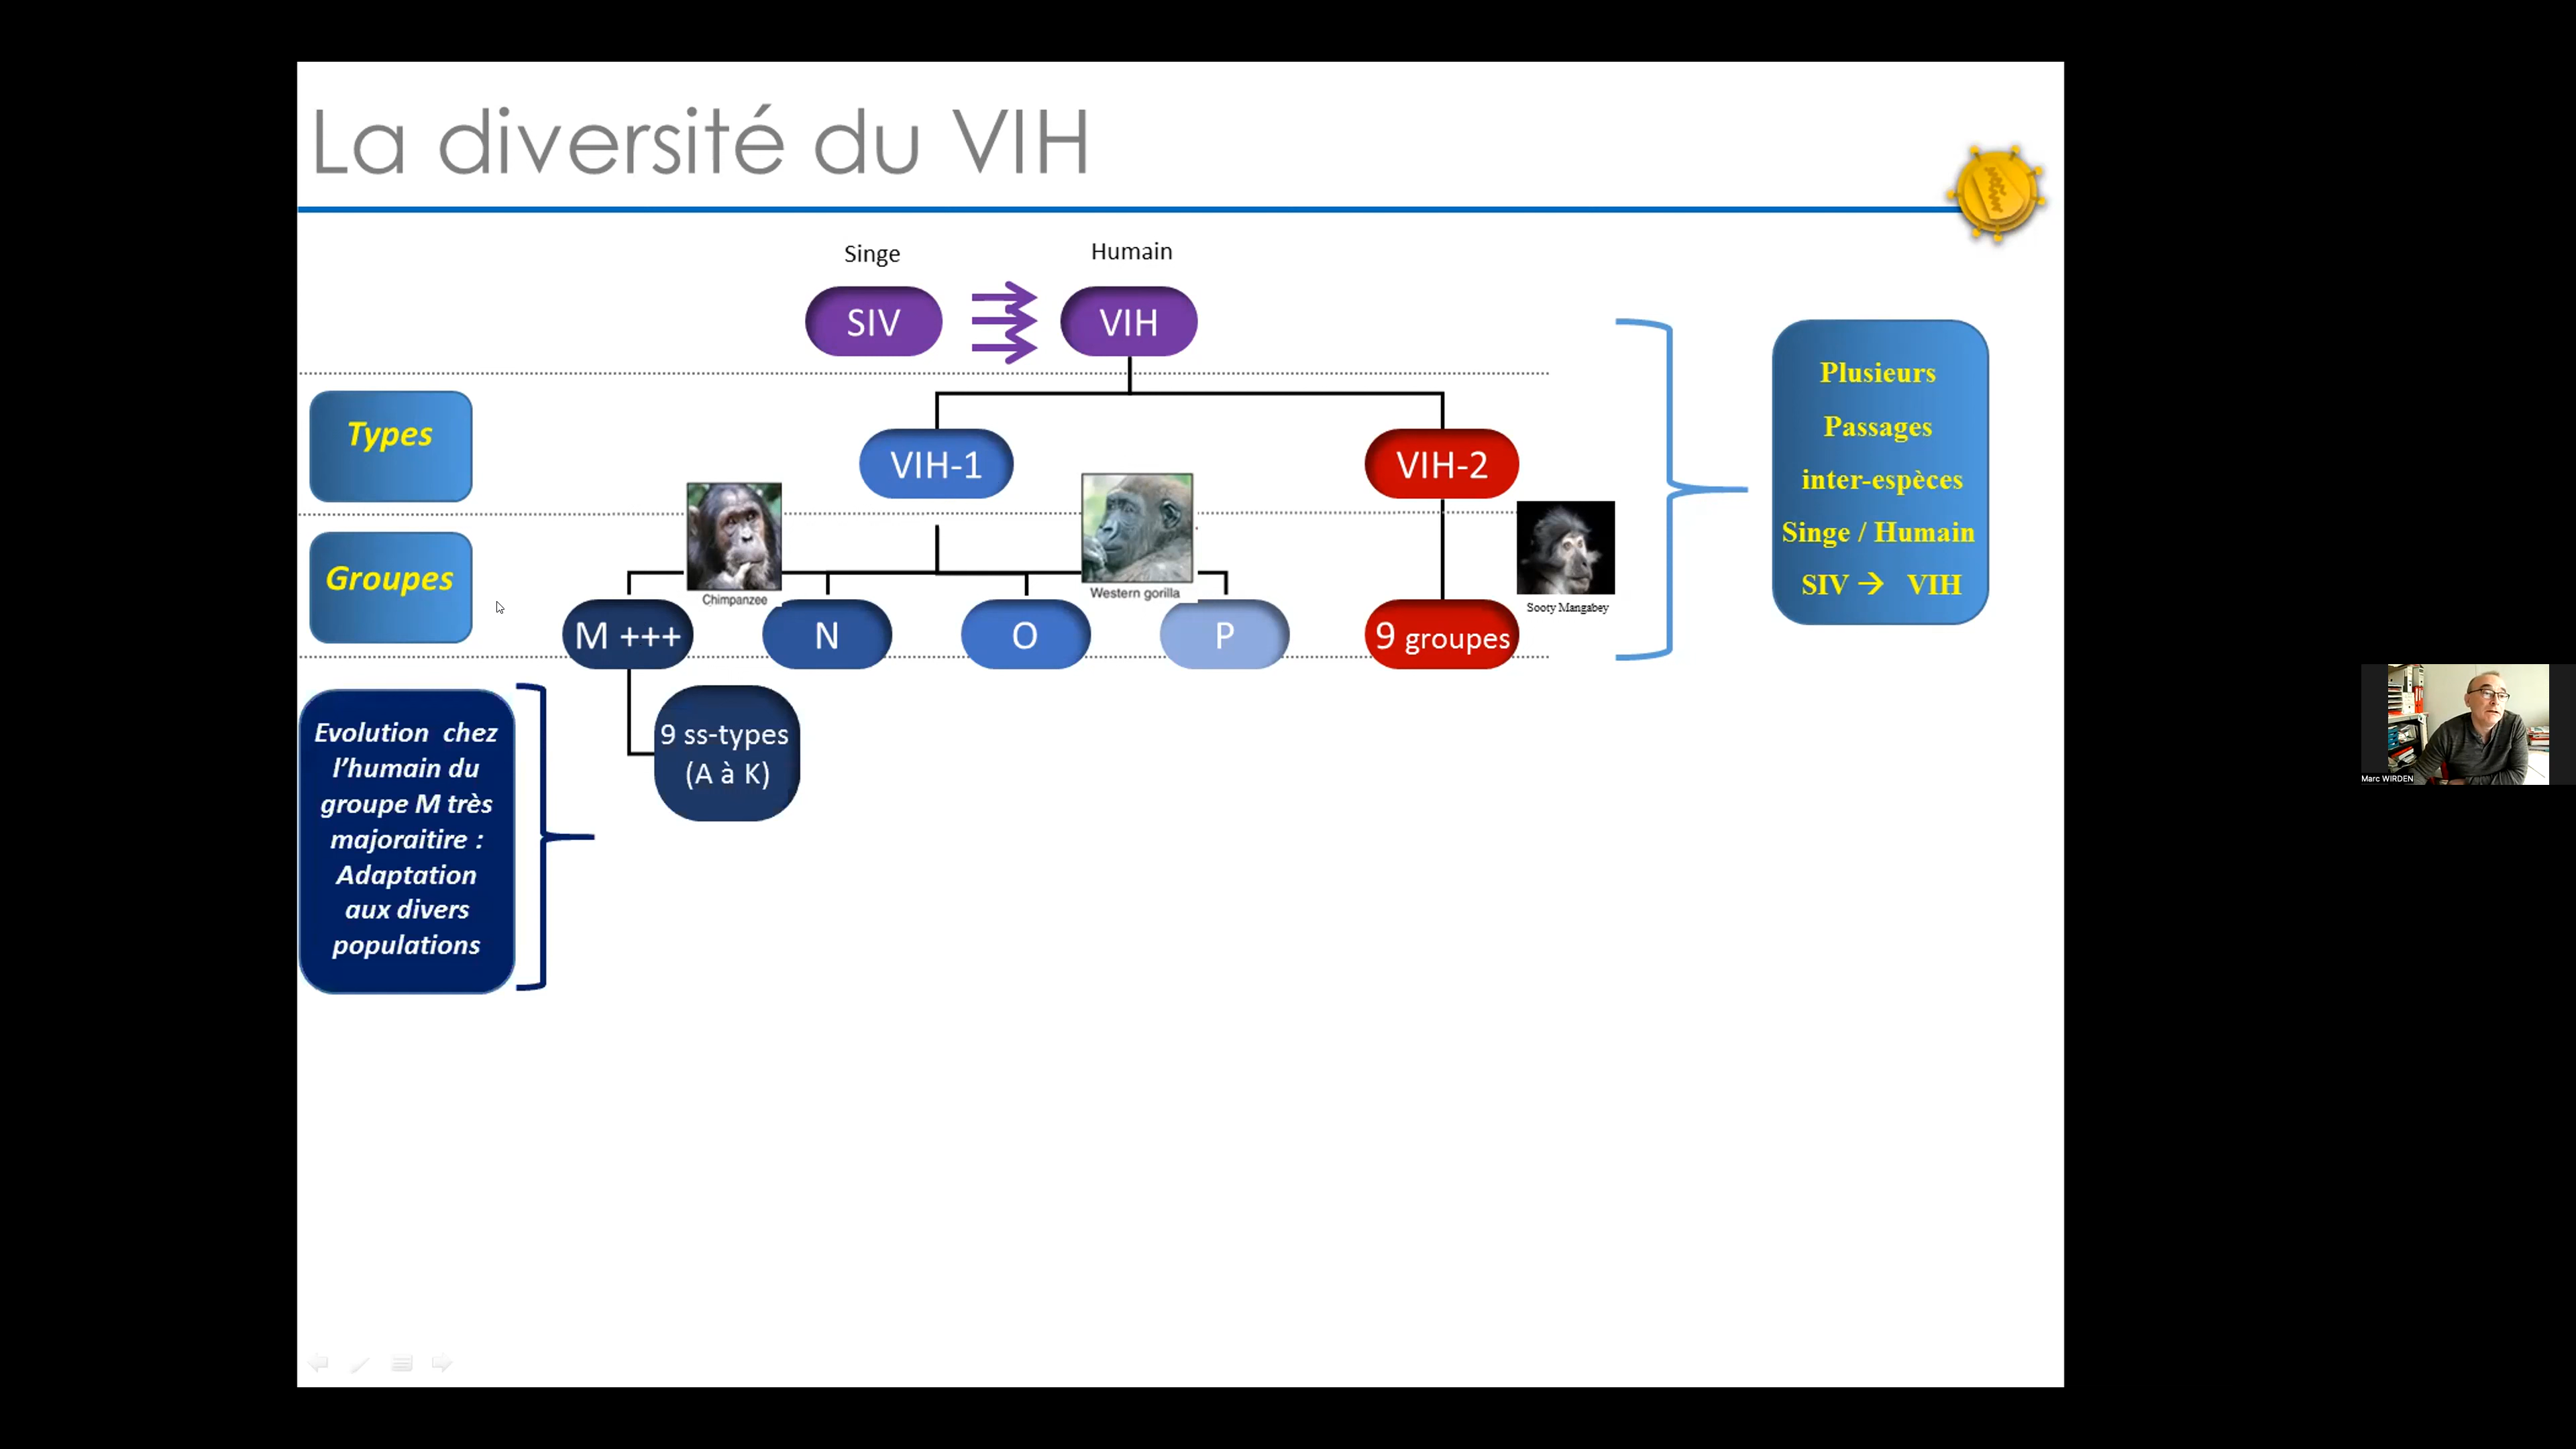 La diversité du VIH
Singe
Humain
SIV
VIH
Types
VIH-1
VIH-2
Groupes
Chimpanzee
Western gorilla
Sooty Mangabey
M +++
N
O
P
9 groupes
9 ss-types
(A à K)
Plusieurs
Passages
inter-espèces
Singe / Humain
SIV → VIH
Evolution chez
l'humain du
groupe M très
majoraitire :
Adaptation
aux divers
populations
Marc WIRDEN